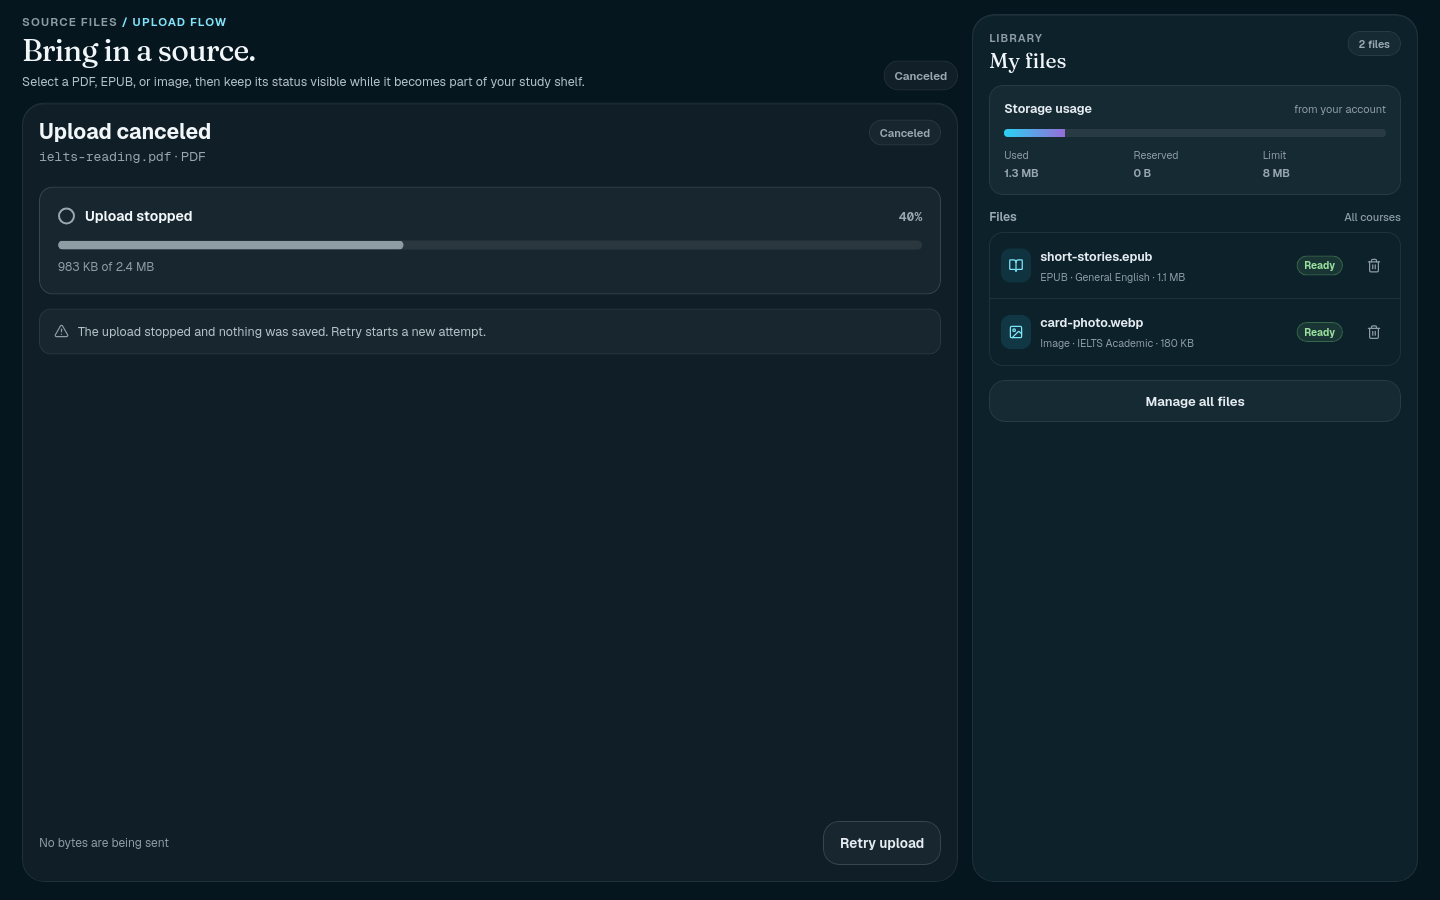 SOURCE FILES / UPLOAD FLOW
Bring in a source.
Select a PDF, EPUB, or image, then keep its status visible while it becomes part of your study shelf.
Canceled
Upload canceled
Canceled
ielts-reading.pdf · PDF
Upload stopped
40%
983 KB of 2.4 MB
The upload stopped and nothing was saved. Retry starts a new attempt.
No bytes are being sent
Retry upload
LIBRARY
My files
2 files
Storage usage
from your account
Used
Reserved
Limit
1.3 MB
0 B
8 MB
Files
All courses
short-stories.epub
EPUB · General English · 1.1 MB
Ready
card-photo.webp
Image · IELTS Academic · 180 KB
Ready
Manage all files